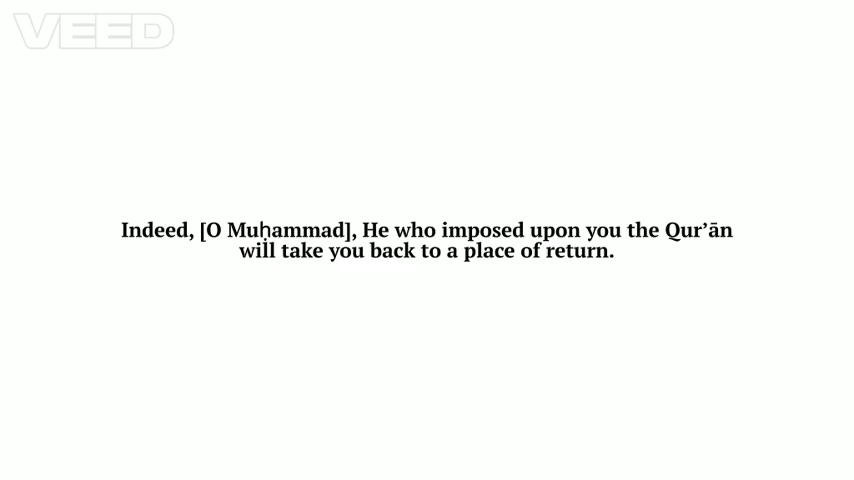 VEED
Indeed, [O Muḥammad], He who imposed upon you the Qur’ān
will take you back to a place of return.